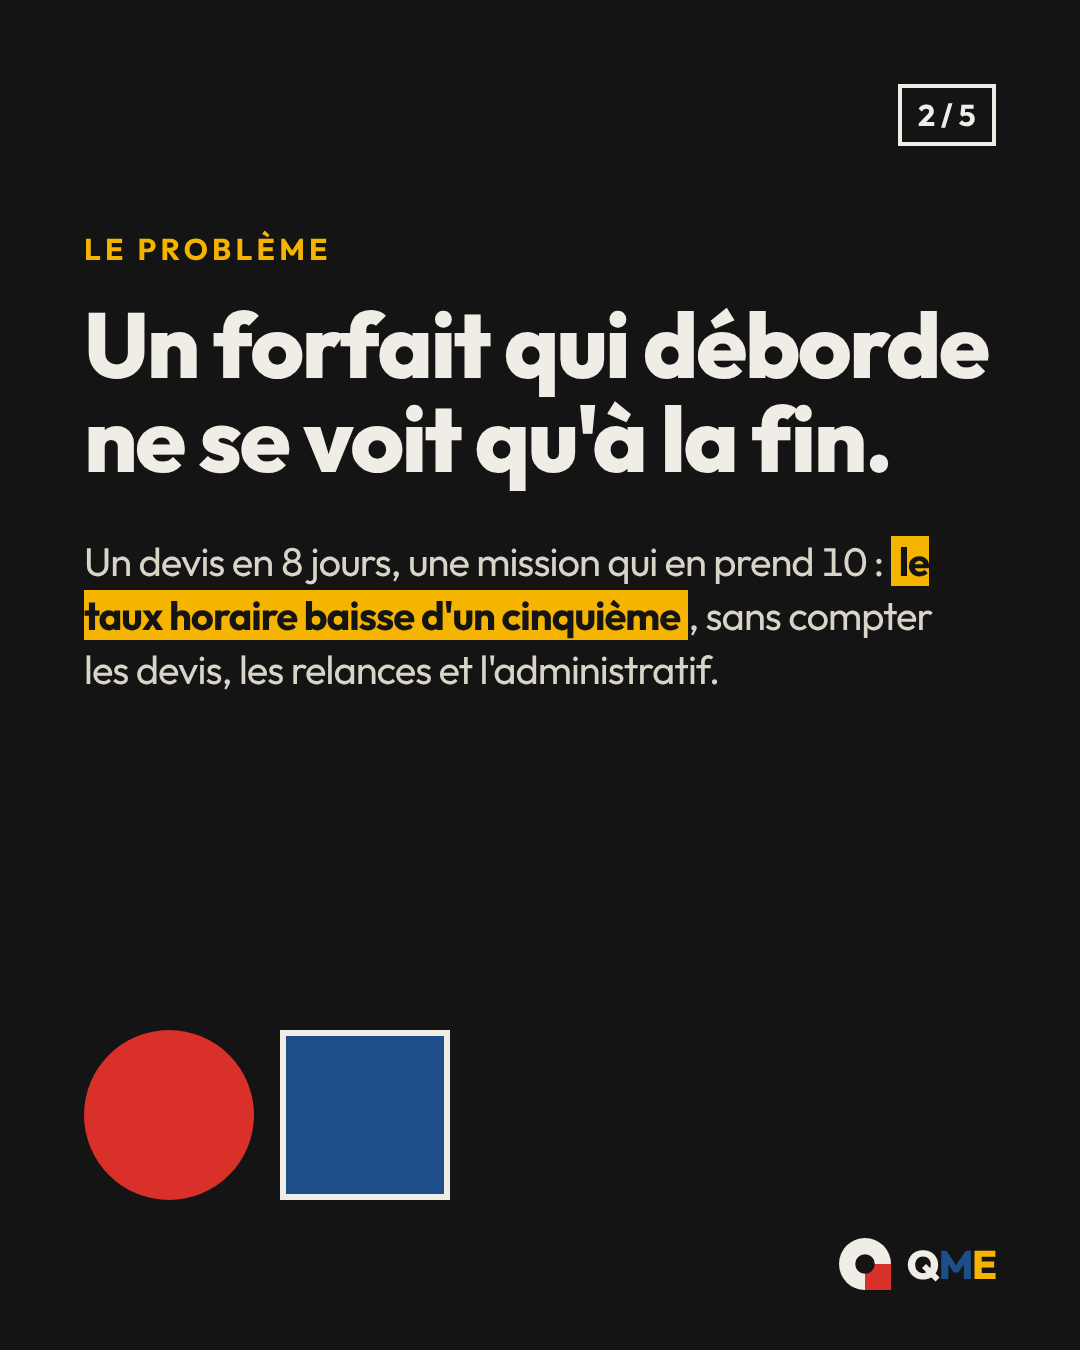 2 / 5
LE PROBLÈME
Un forfait qui déborde
ne se voit qu'à la fin.
Un devis en 8 jours, une mission qui en prend 10 : le
taux horaire baisse d'un cinquième , sans compter
les devis, les relances et l'administratif.
QME